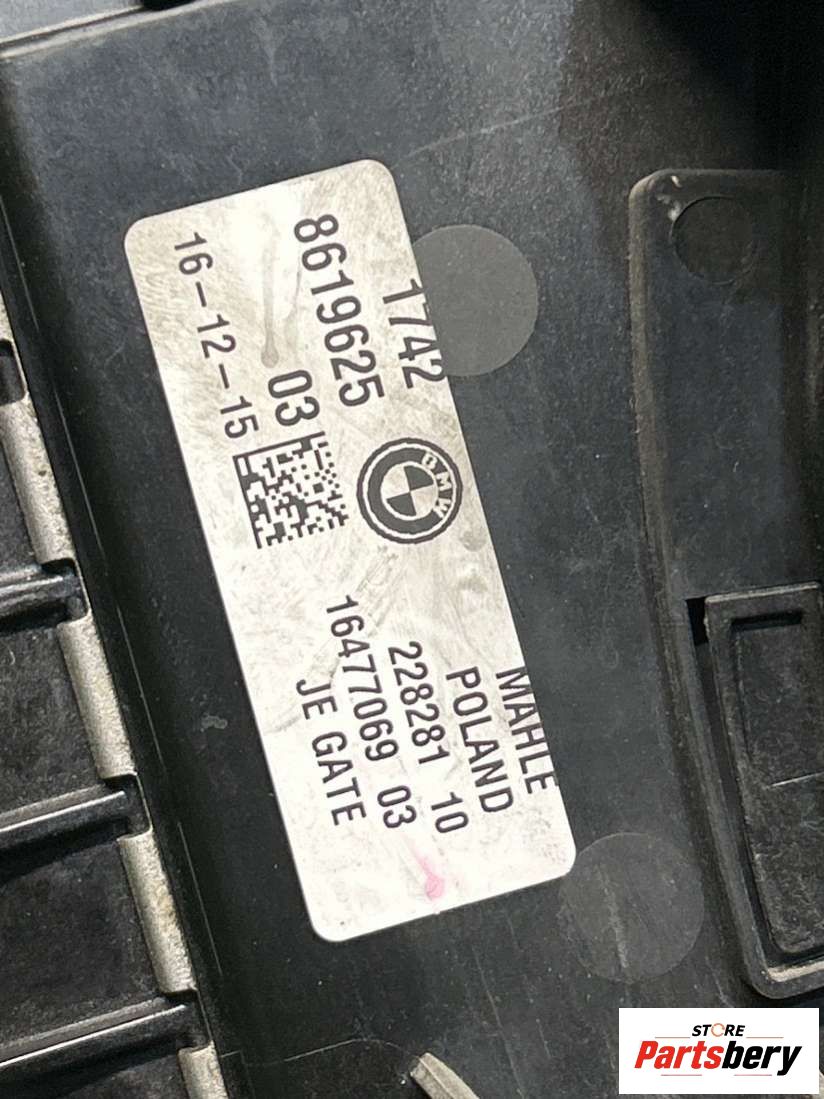 1742
8619625
03
16-12-15
BMW
MAHLE
POLAND
228281 10
16477069 03
JE GATE
STORE
Partsbery